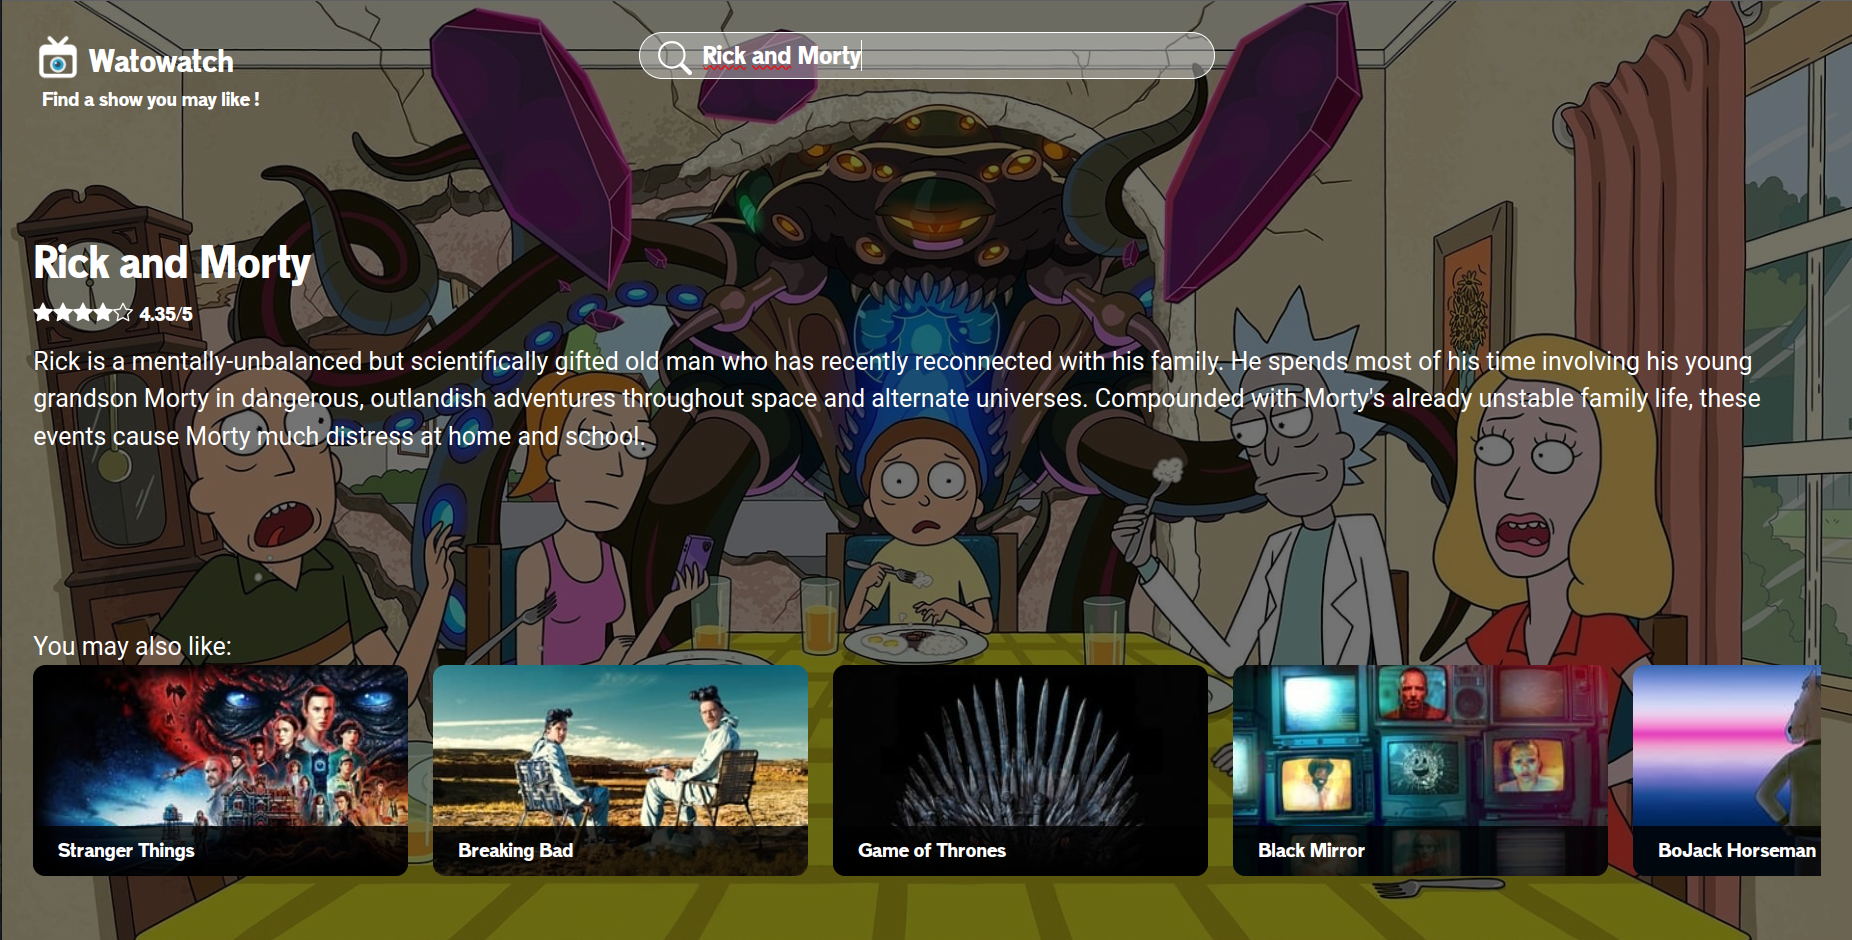 Watowatch
Find a show you may like !
Rick and Morty
Rick and Morty
4.35/5
Rick is a mentally-unbalanced but scientifically gifted old man who has recently reconnected with his family. He spends most of his time involving his young
grandson Morty in dangerous, outlandish adventures throughout space and alternate universes. Compounded with Morty's already unstable family life, these
events cause Morty much distress at home and school.
You may also like:
Stranger Things
Breaking Bad
Game of Thrones
Black Mirror
BoJack Horseman